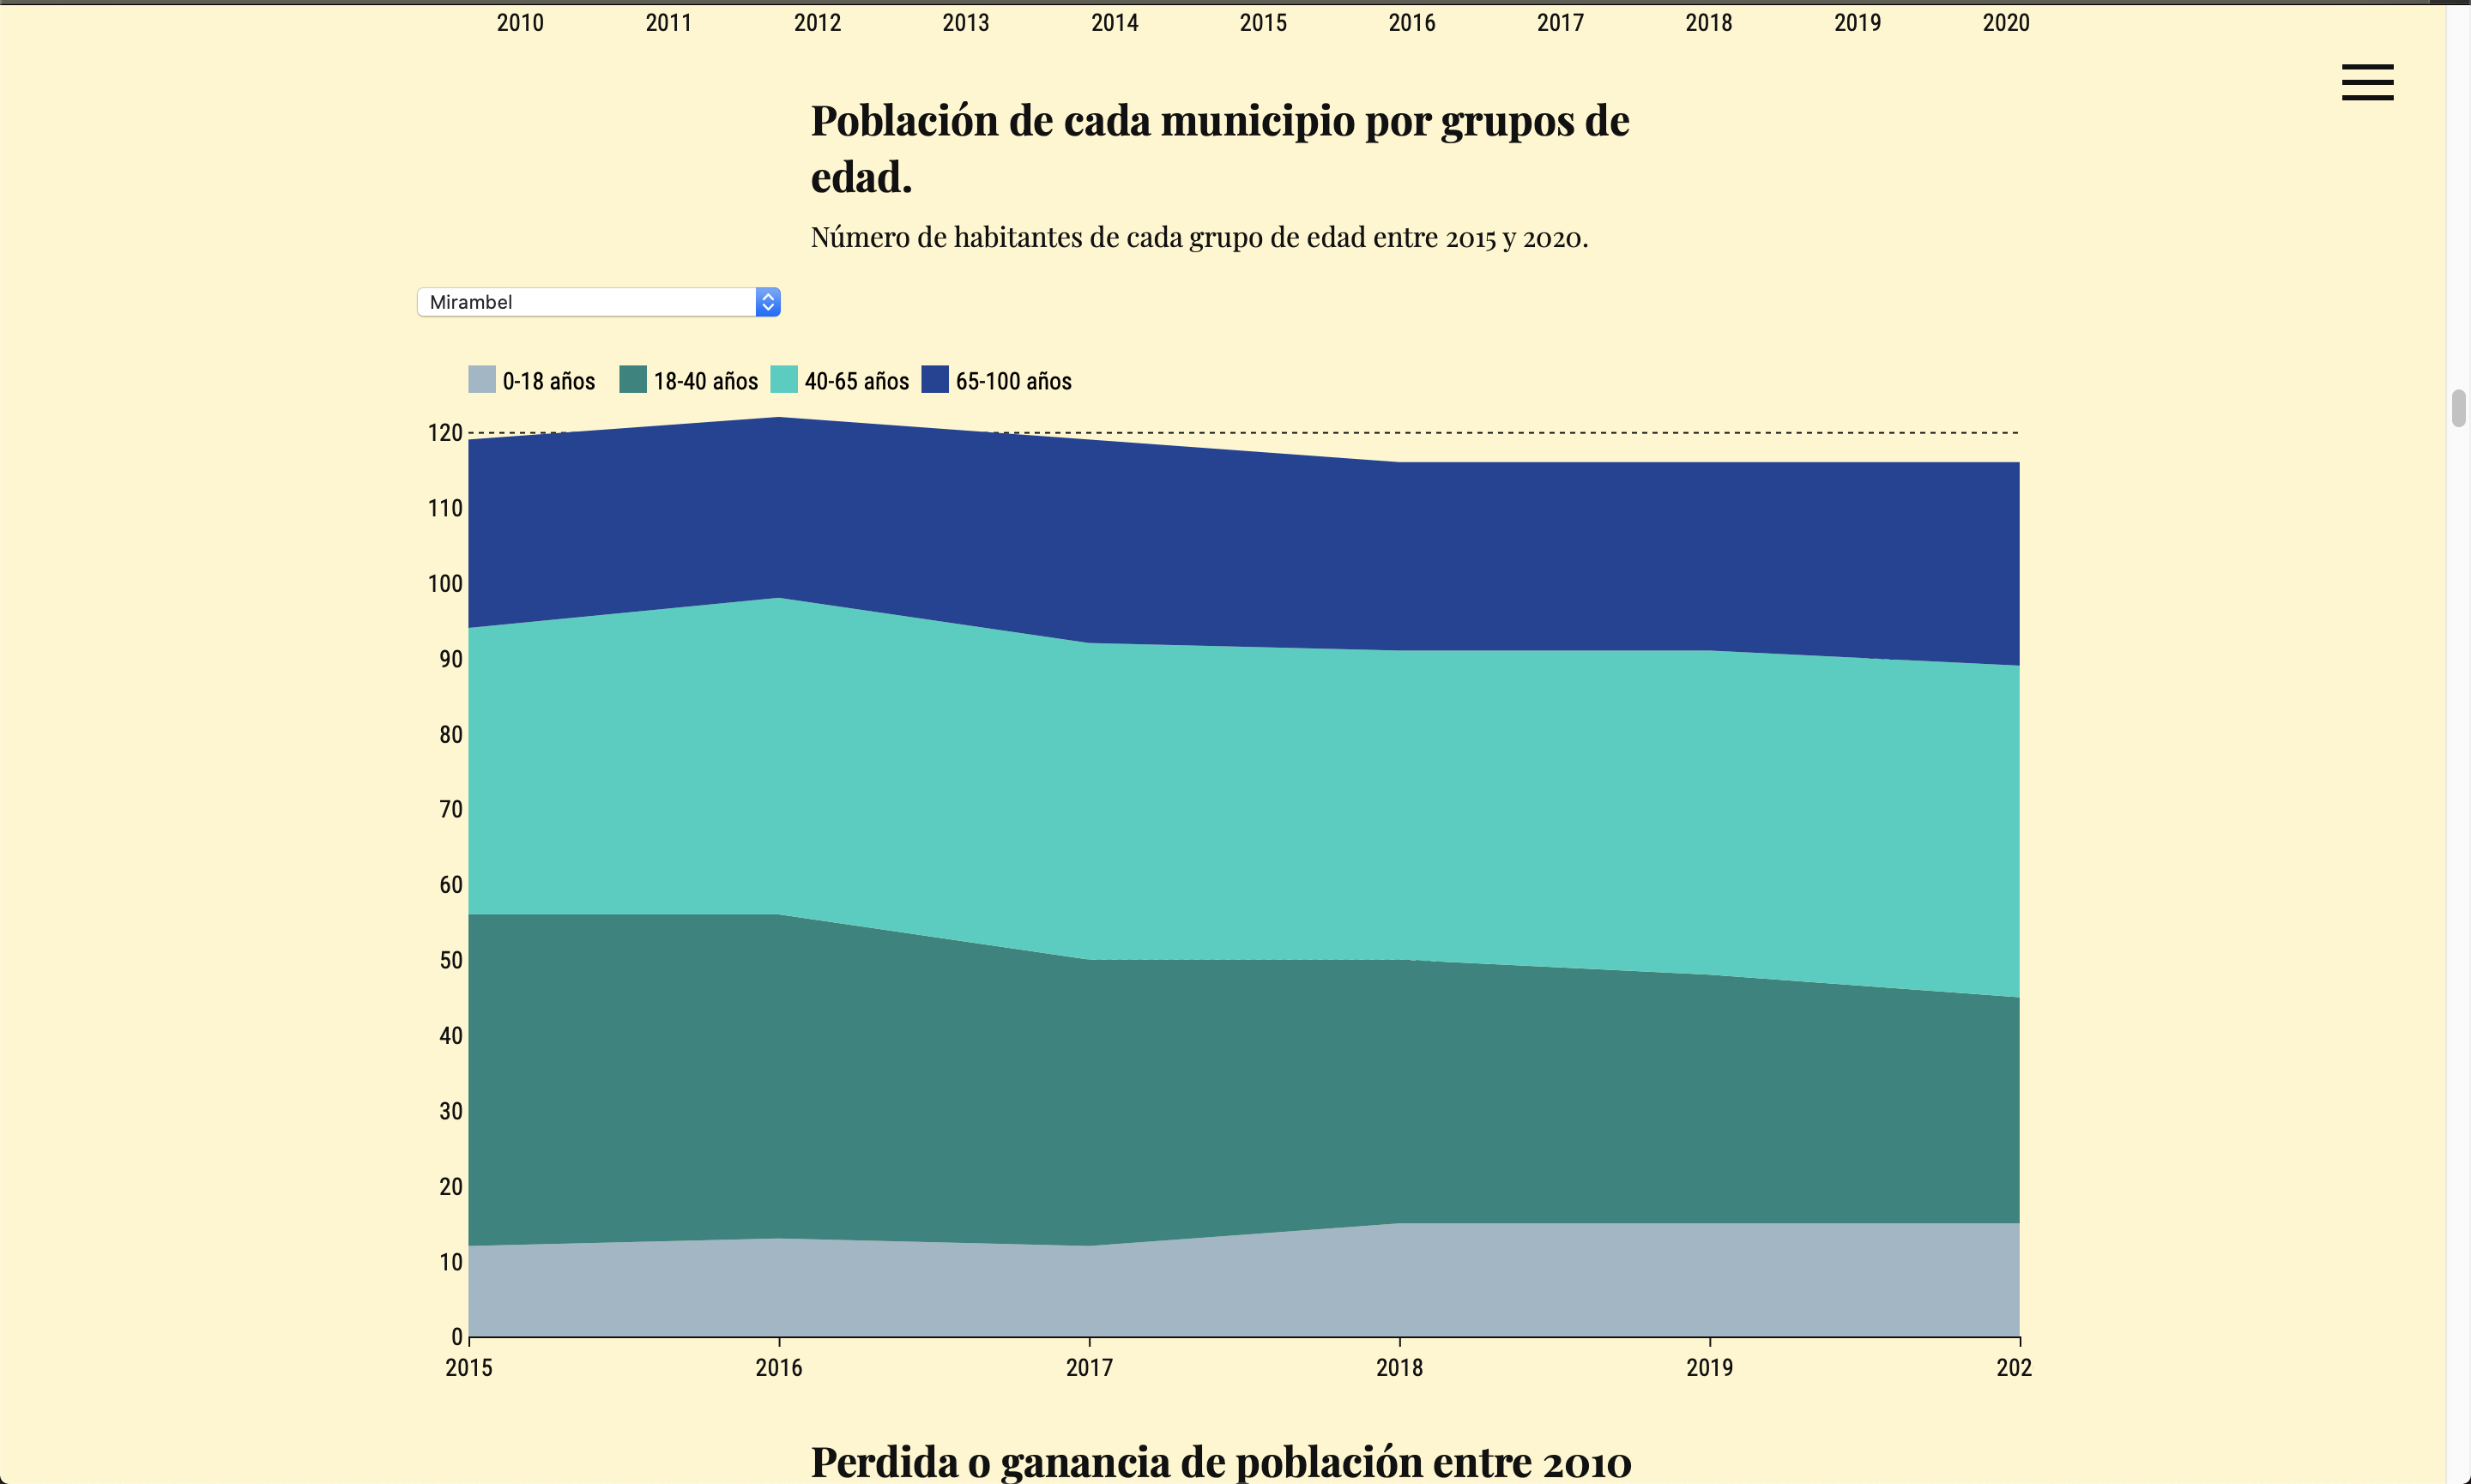 2010 2011 2012 2013 2014 2015 2016 2017 2018 2019 2020
Población de cada municipio por grupos de
edad.
Número de habitantes de cada grupo de edad entre 2015 y 2020.
Mirambel
0-18 años 18-40 años 40-65 años 65-100 años
120
110
100
90
80
70
60
50
40
30
20
10
0
2015 2016 2017 2018 2019 202
Perdida o ganancia de población entre 2010